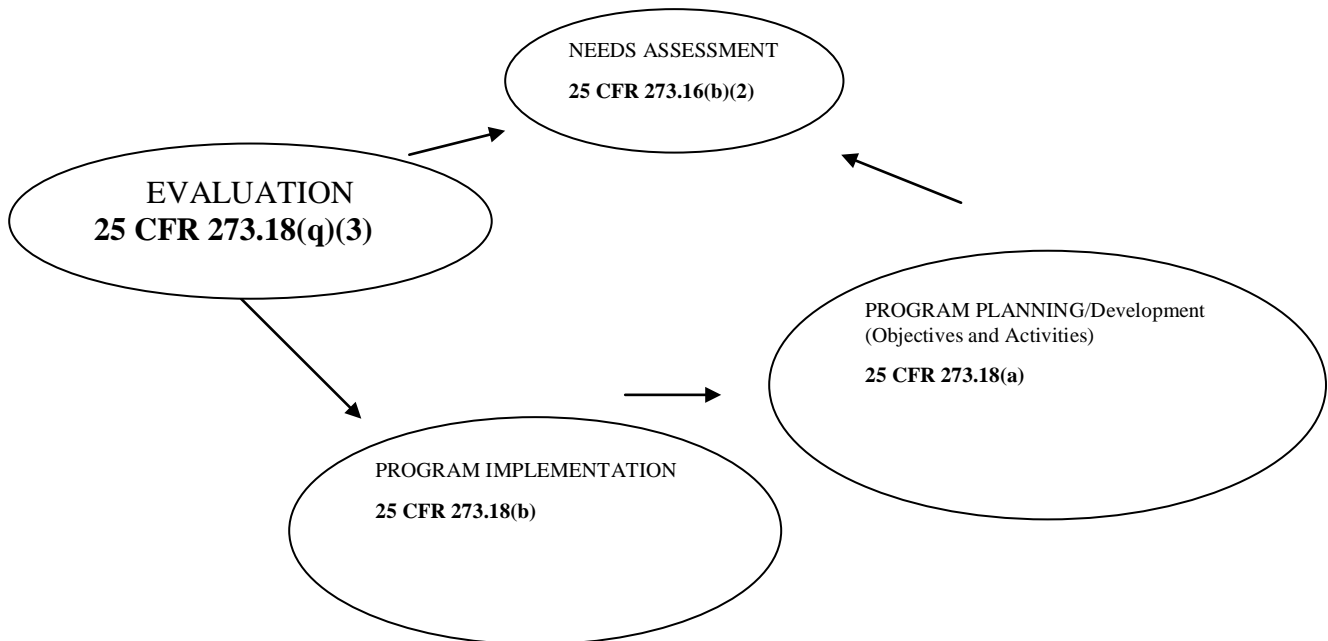 NEEDS ASSESSMENT
25 CFR 273.16(b)(2)
EVALUATION
25 CFR 273.18(q)(3)
PROGRAM PLANNING/Development
(Objectives and Activities)
25 CFR 273.18(a)
PROGRAM IMPLEMENTATION
25 CFR 273.18(b)